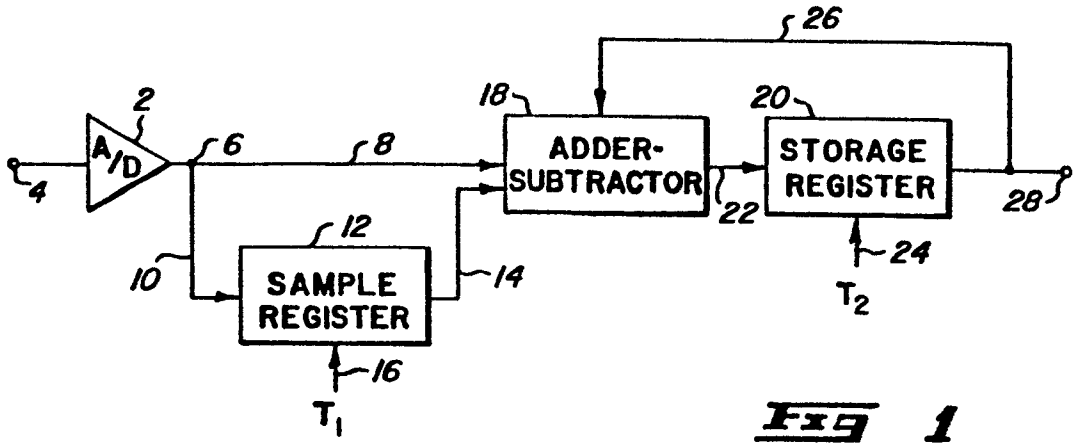 26
2
6
8
18
20
A/D
ADDER-
SUBTRACTOR
STORAGE
REGISTER
4
22
28
12
10
14
24
SAMPLE
REGISTER
T2
16
T1
Fig 1